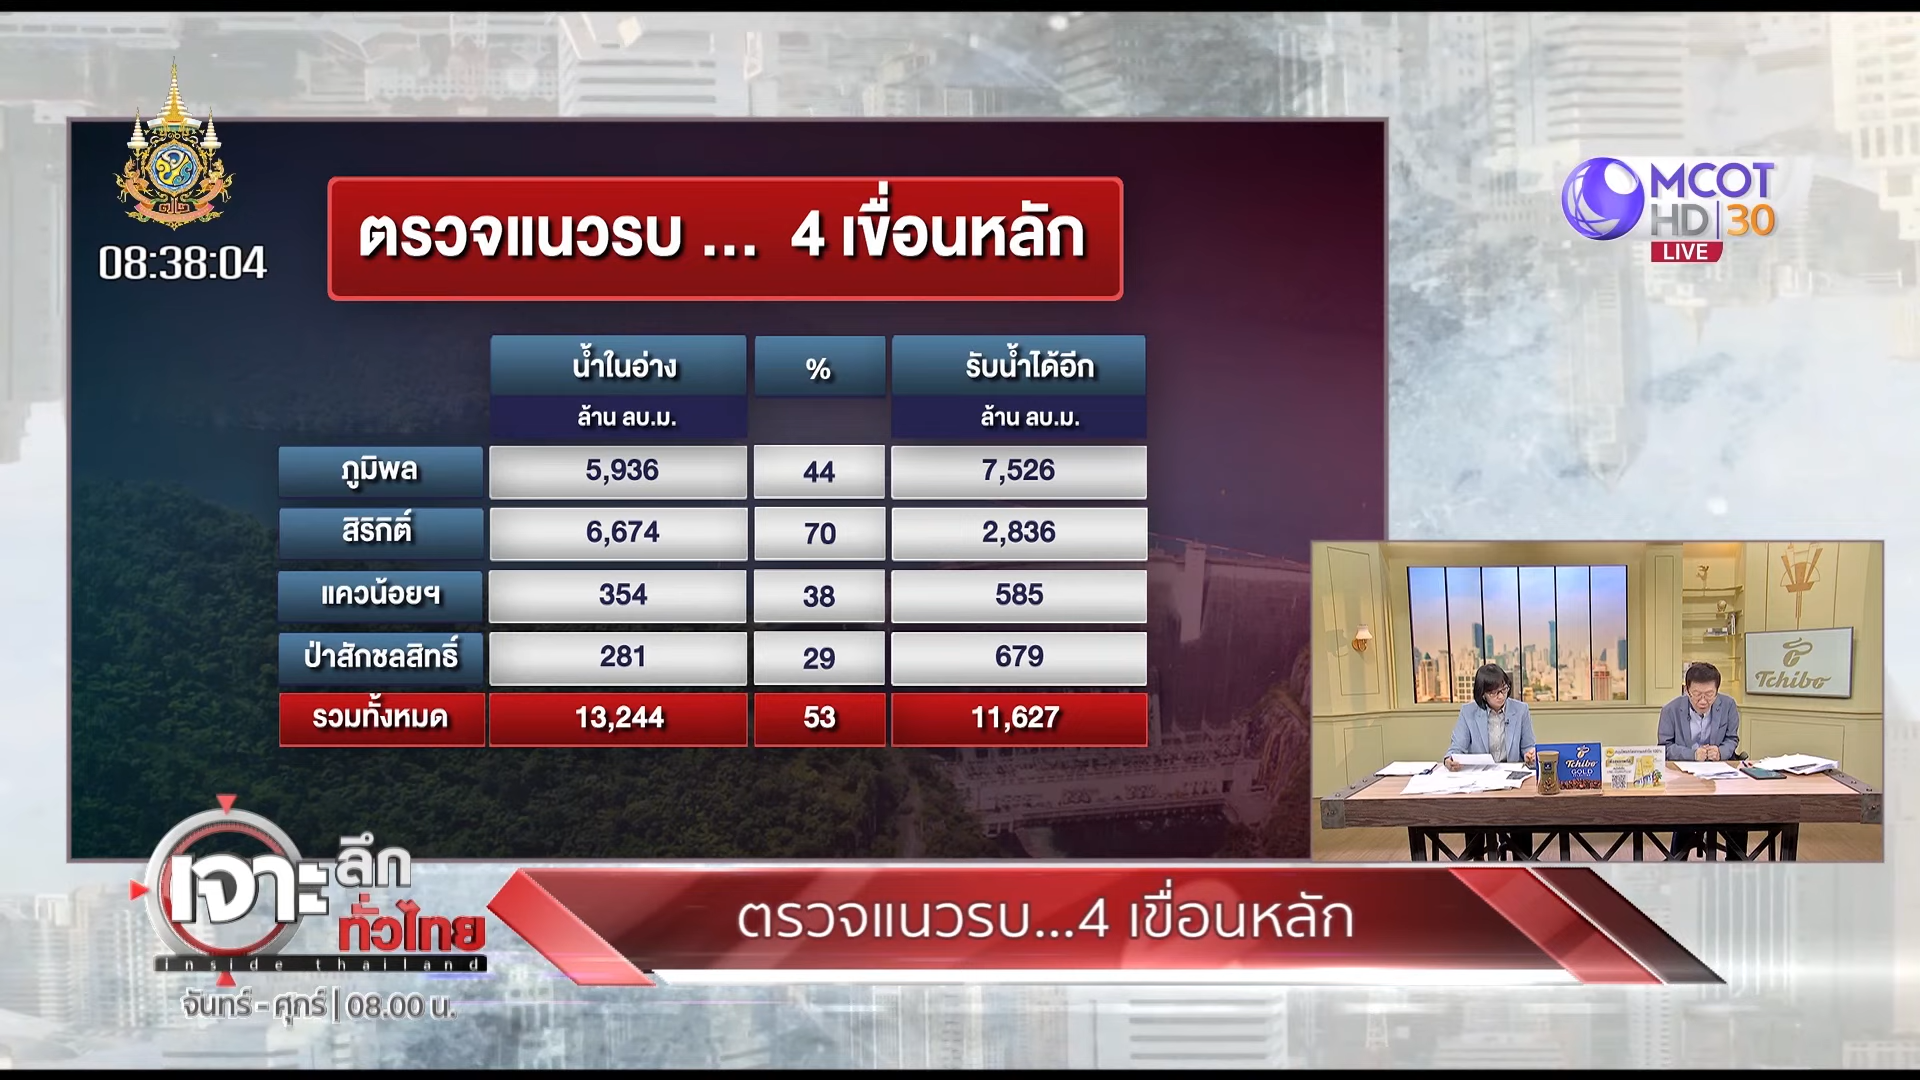 08:38:04
ตรวจแนวรบ ... 4 เขื่อนหลัก
MCOT
HD|30
LIVE
น้ำในอ่าง % รับน้ำได้อีก
ล้าน ลบ.ม. ล้าน ลบ.ม.
ภูมิพล 5,936 44 7,526
สิริกิติ์ 6,674 70 2,836
แควน้อยฯ 354 38 585
ป่าสักชลสิทธิ์ 281 29 679
รวมทั้งหมด 13,244 53 11,627
Tchibo
Tchibo
GOLD
เจาะลึก
ทั่วไทย
inside thailand
จันทร์-ศุกร์|08.00 น.
ตรวจแนวรบ...4 เขื่อนหลัก